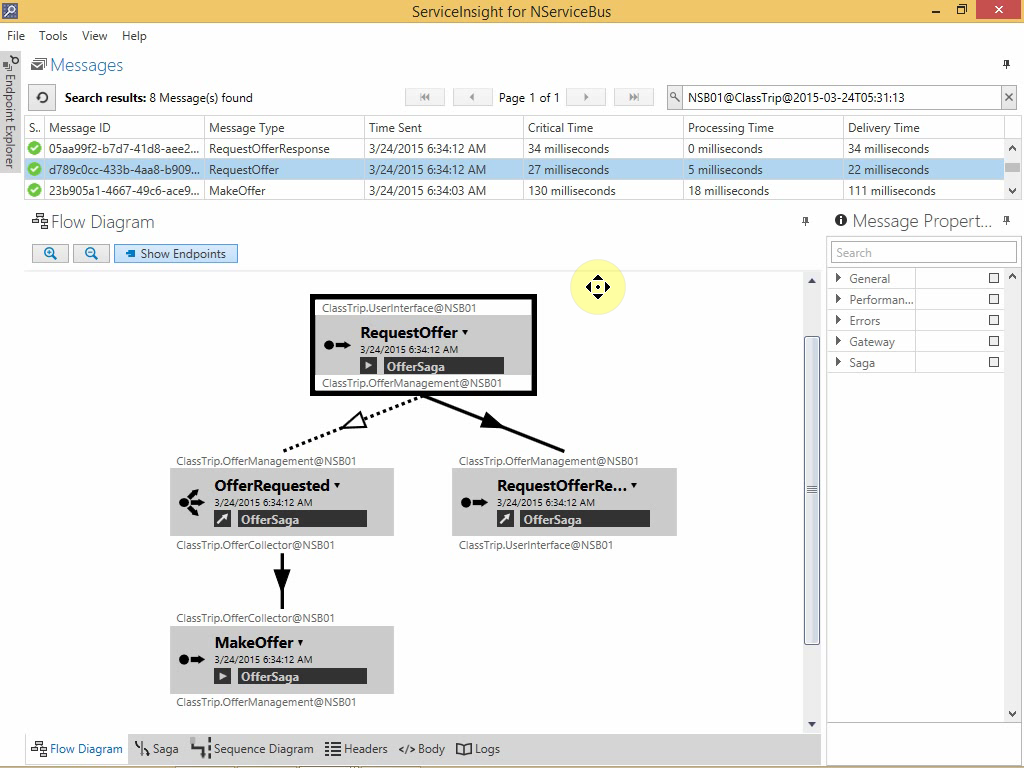 ServiceInsight for NServiceBus
File Tools View Help
Endpoint Explorer
Messages
Search results: 8 Message(s) found
Page 1 of 1
NSB01@ClassTrip@2015-03-24T05:31:13
S.. Message ID Message Type Time Sent Critical Time Processing Time Delivery Time
05aa99f2-b7d7-41d8-aee2... RequestOfferResponse 3/24/2015 6:34:12 AM 34 milliseconds 0 milliseconds 34 milliseconds
d789c0cc-433b-4aa8-b909... RequestOffer 3/24/2015 6:34:12 AM 27 milliseconds 5 milliseconds 22 milliseconds
23b905a1-4667-49c6-ace9... MakeOffer 3/24/2015 6:34:03 AM 130 milliseconds 18 milliseconds 111 milliseconds
Flow Diagram
Show Endpoints
ClassTrip.UserInterface@NSB01
RequestOffer
3/24/2015 6:34:12 AM
OfferSaga
ClassTrip.OfferManagement@NSB01
ClassTrip.OfferManagement@NSB01
OfferRequested
3/24/2015 6:34:12 AM
OfferSaga
ClassTrip.OfferCollector@NSB01
ClassTrip.OfferManagement@NSB01
RequestOfferRe...
3/24/2015 6:34:12 AM
OfferSaga
ClassTrip.UserInterface@NSB01
ClassTrip.OfferCollector@NSB01
MakeOffer
3/24/2015 6:34:12 AM
OfferSaga
ClassTrip.OfferManagement@NSB01
Message Propert...
Search
General
Performan...
Errors
Gateway
Saga
Flow Diagram Saga Sequence Diagram Headers </> Body Logs